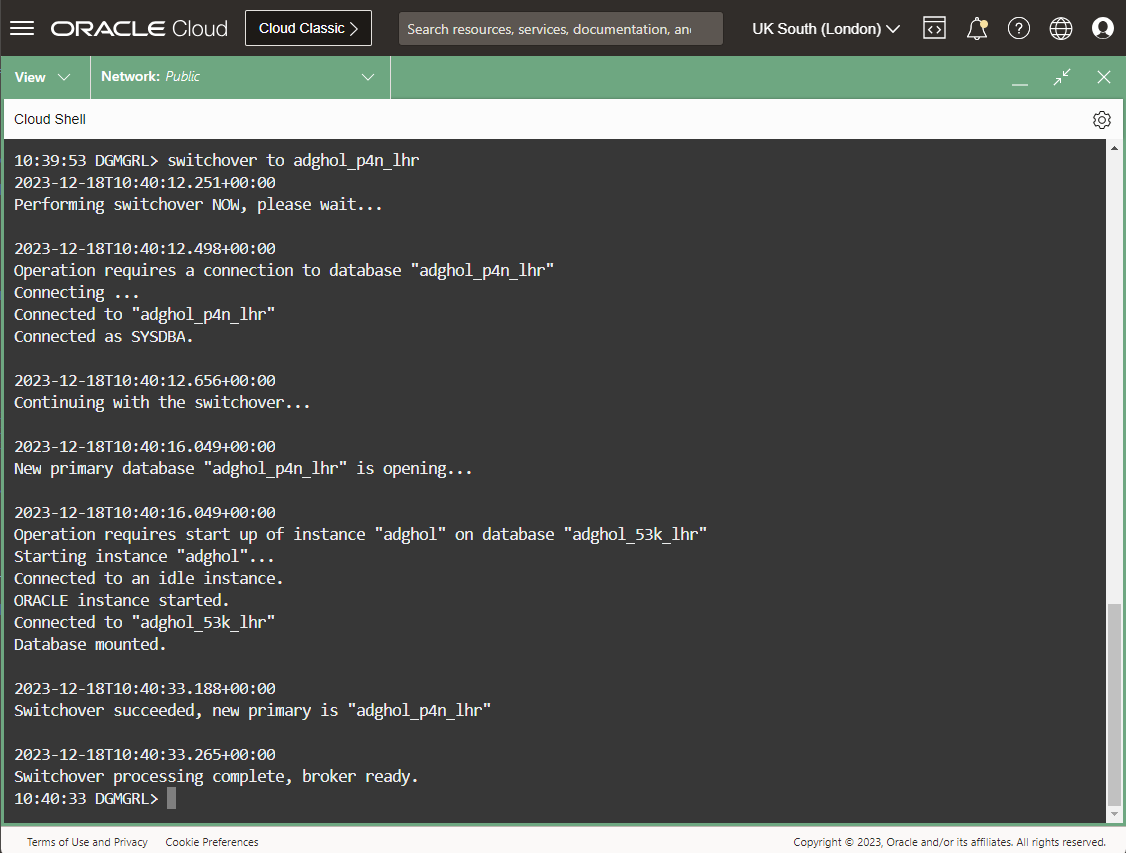 ORACLE Cloud
Cloud Classic
Search resources, services, documentation, an
UK South (London)
View
Network: Public
Cloud Shell
10:39:53 DGMGRL> switchover to adghol_p4n_lhr
2023-12-18T10:40:12.251+00:00
Performing switchover NOW, please wait...
2023-12-18T10:40:12.498+00:00
Operation requires a connection to database "adghol_p4n_lhr"
Connecting ...
Connected to "adghol_p4n_lhr"
Connected as SYSDBA.
2023-12-18T10:40:12.656+00:00
Continuing with the switchover...
2023-12-18T10:40:16.049+00:00
New primary database "adghol_p4n_lhr" is opening...
2023-12-18T10:40:16.049+00:00
Operation requires start up of instance "adghol" on database "adghol_53k_lhr"
Starting instance "adghol"...
Connected to an idle instance.
ORACLE instance started.
Connected to "adghol_53k_lhr"
Database mounted.
2023-12-18T10:40:33.188+00:00
Switchover succeeded, new primary is "adghol_p4n_lhr"
2023-12-18T10:40:33.265+00:00
Switchover processing complete, broker ready.
10:40:33 DGMGRL>
Terms of Use and Privacy
Cookie Preferences
Copyright © 2023, Oracle and/or its affiliates. All rights reserved.